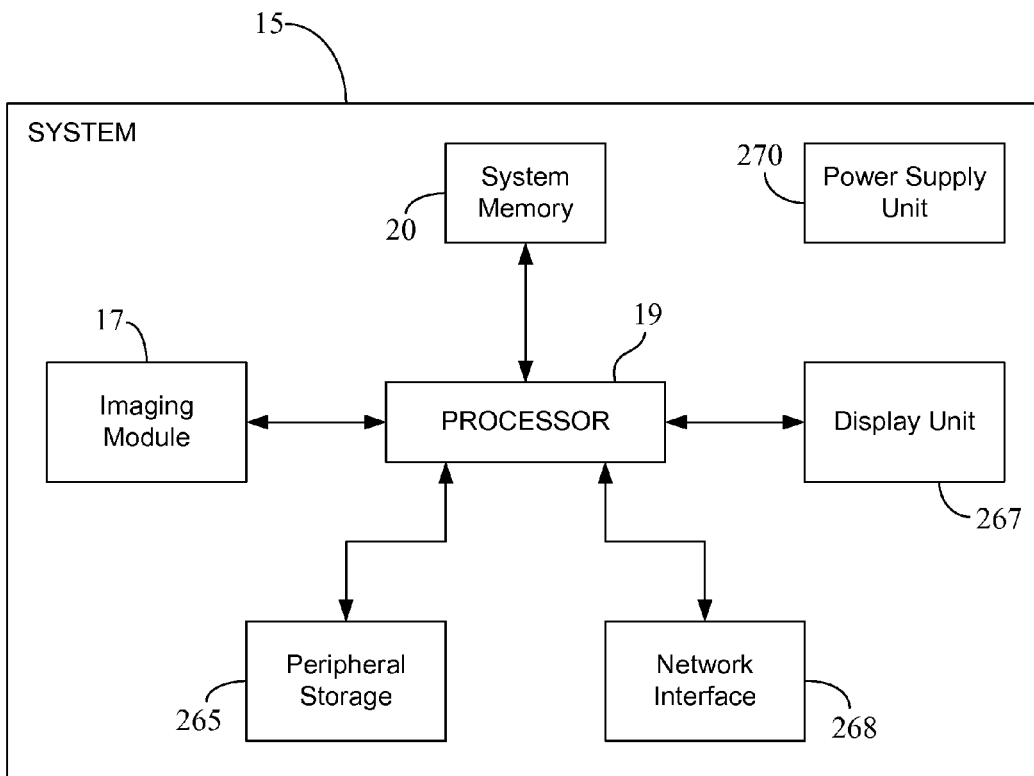 15
SYSTEM
System
Memory
20
270
Power Supply
Unit
17
Imaging
Module
19
PROCESSOR
Display Unit
267
Peripheral
Storage
265
Network
Interface
268